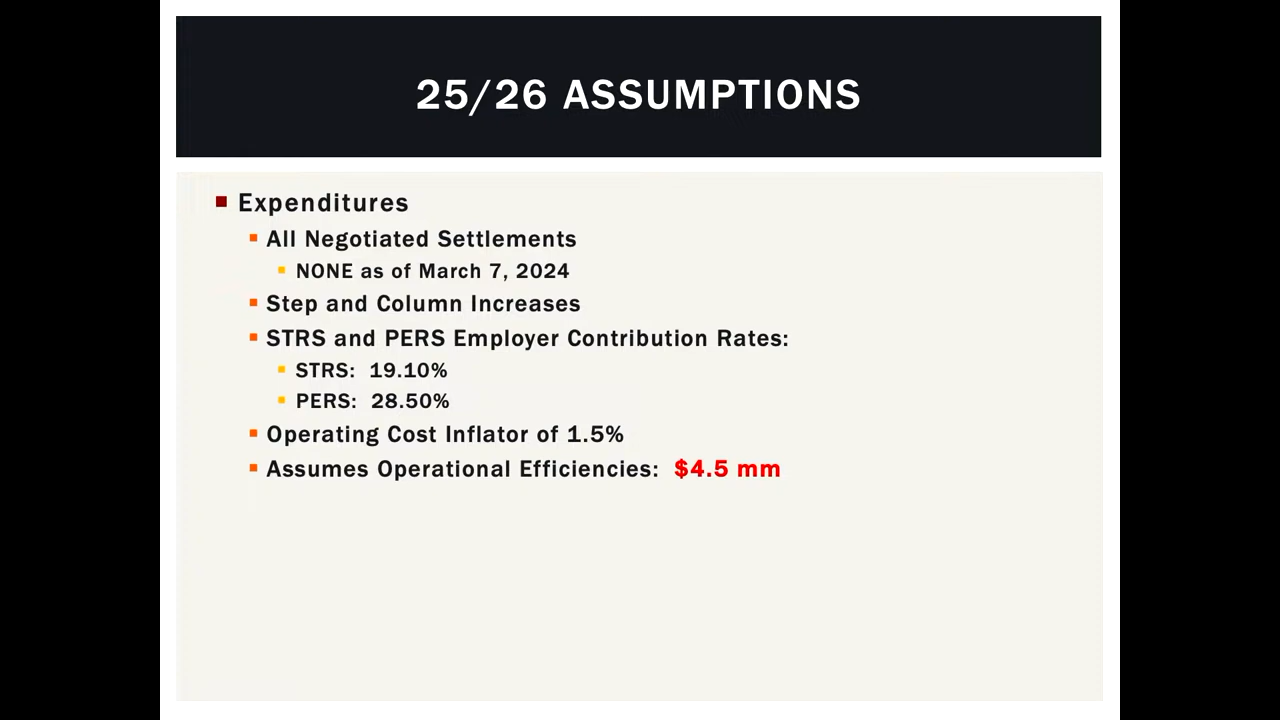 25/26 ASSUMPTIONS
Expenditures
All Negotiated Settlements
NONE as of March 7, 2024
Step and Column Increases
STRS and PERS Employer Contribution Rates:
STRS: 19.10%
PERS: 28.50%
Operating Cost Inflator of 1.5%
Assumes Operational Efficiencies: $4.5 mm